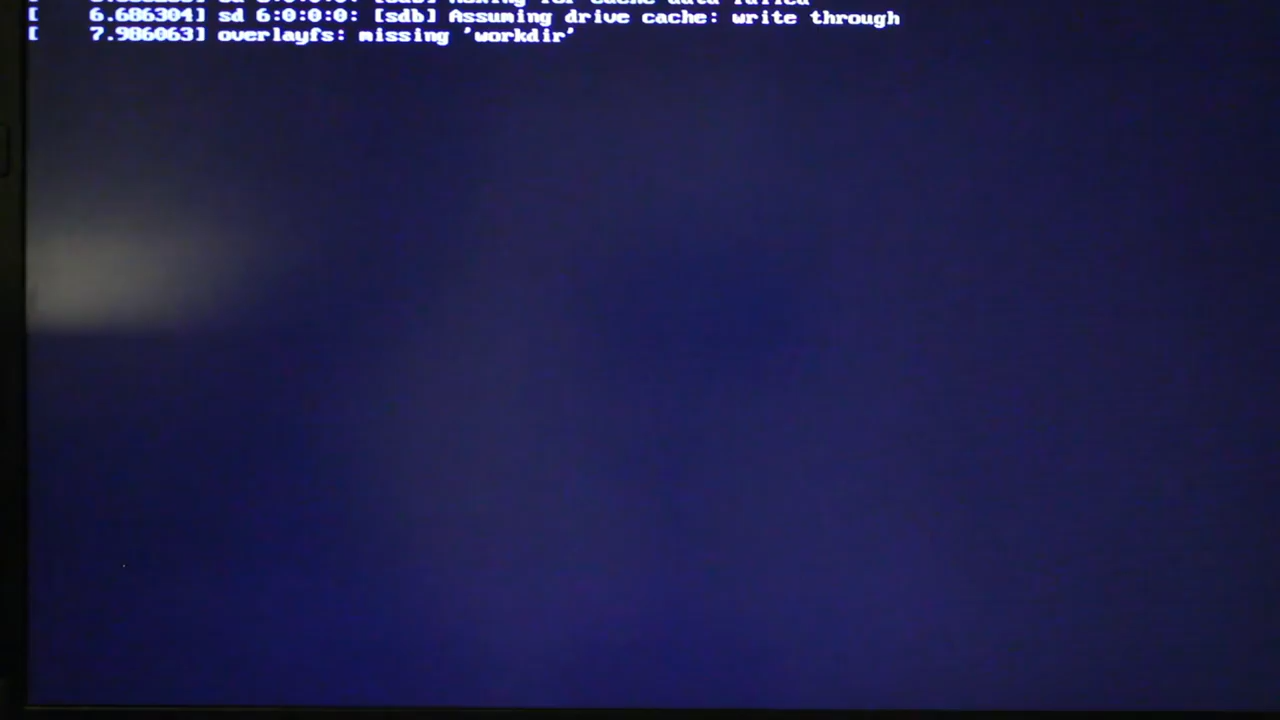 [ 6.686304] sd 6:0:0:0: [sdb] Assuming drive cache: write through
[ 7.986063] overlayfs: missing 'workdir'